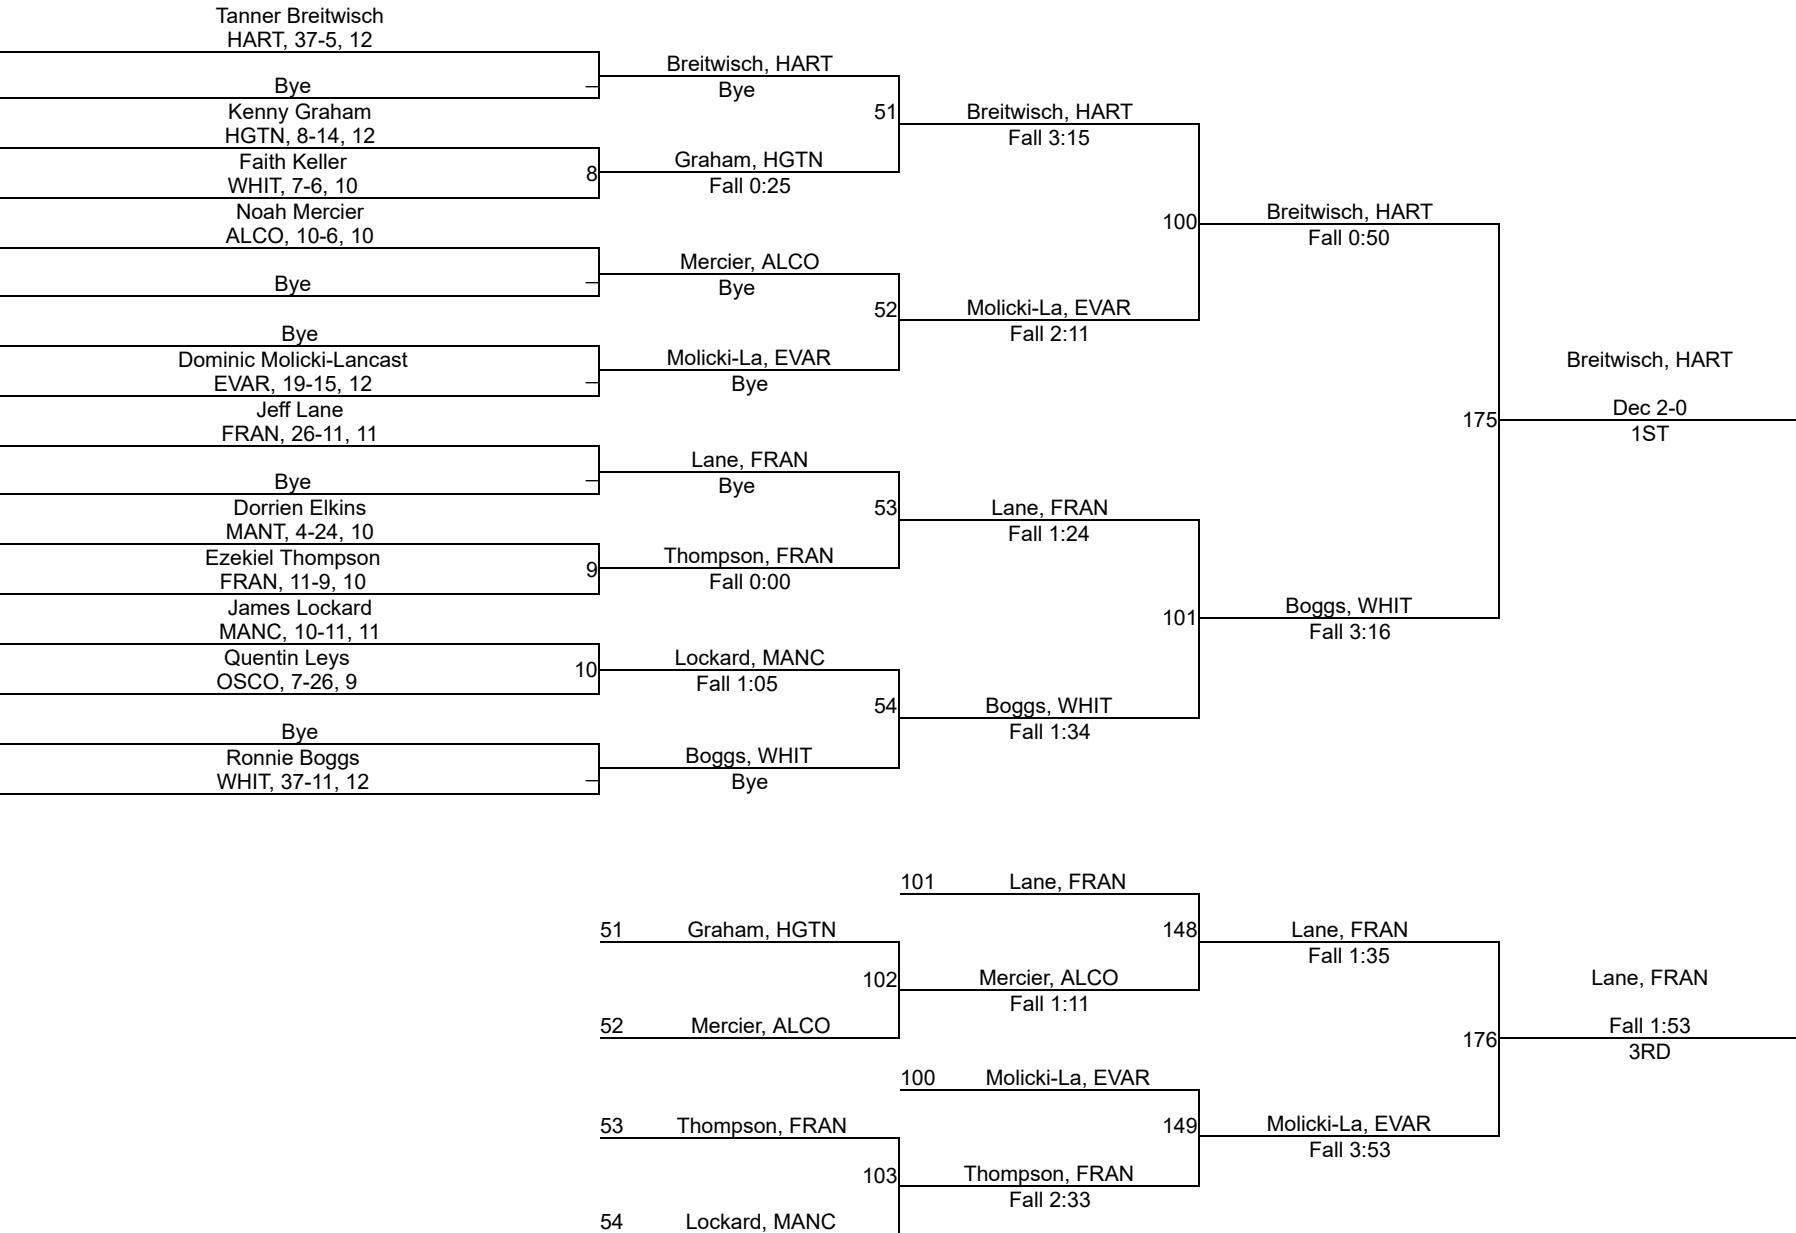 Tanner Breitwisch
HART, 37-5, 12
Bye
Kenny Graham
HGTN, 8-14, 12
Faith Keller
WHIT, 7-6, 10
8
Noah Mercier
ALCO, 10-6, 10
Bye
Bye
Dominic Molicki-Lancast
EVAR, 19-15, 12
Jeff Lane
FRAN, 26-11, 11
Bye
Dorrien Elkins
MANT, 4-24, 10
Ezekiel Thompson
FRAN, 11-9, 10
9
James Lockard
MANC, 10-11, 11
Quentin Leys
OSCO, 7-26, 9
10
Bye
Ronnie Boggs
WHIT, 37-11, 12
Breitwisch, HART
Bye
51
Graham, HGTN
Fall 0:25
Mercier, ALCO
Bye
52
Molicki-La, EVAR
Bye
Lane, FRAN
Bye
53
Thompson, FRAN
Fall 0:00
Lockard, MANC
Fall 1:05
54
Boggs, WHIT
Bye
Breitwisch, HART
Fall 3:15
100
Molicki-La, EVAR
Fall 2:11
Lane, FRAN
Fall 1:24
101
Boggs, WHIT
Fall 1:34
Breitwisch, HART
Fall 0:50
175
Boggs, WHIT
Fall 3:16
Breitwisch, HART
Dec 2-0
1ST
101 Lane, FRAN
51 Graham, HGTN
102
52 Mercier, ALCO
148
Mercier, ALCO
Fall 1:11
100 Molicki-La, EVAR
53 Thompson, FRAN
103
54 Lockard, MANC
149
Thompson, FRAN
Fall 2:33
Lane, FRAN
Fall 1:35
176
Molicki-La, EVAR
Fall 3:53
Lane, FRAN
Fall 1:53
3RD